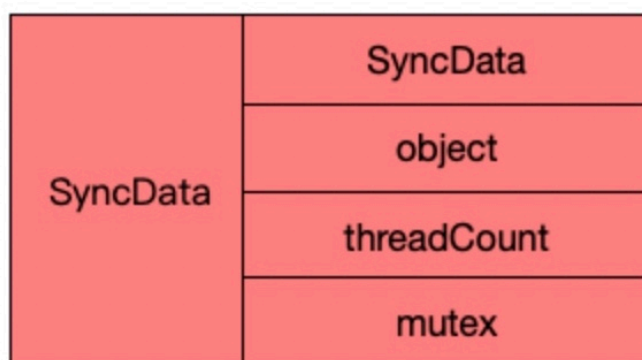 SyncData
SyncData
object
threadCount
mutex